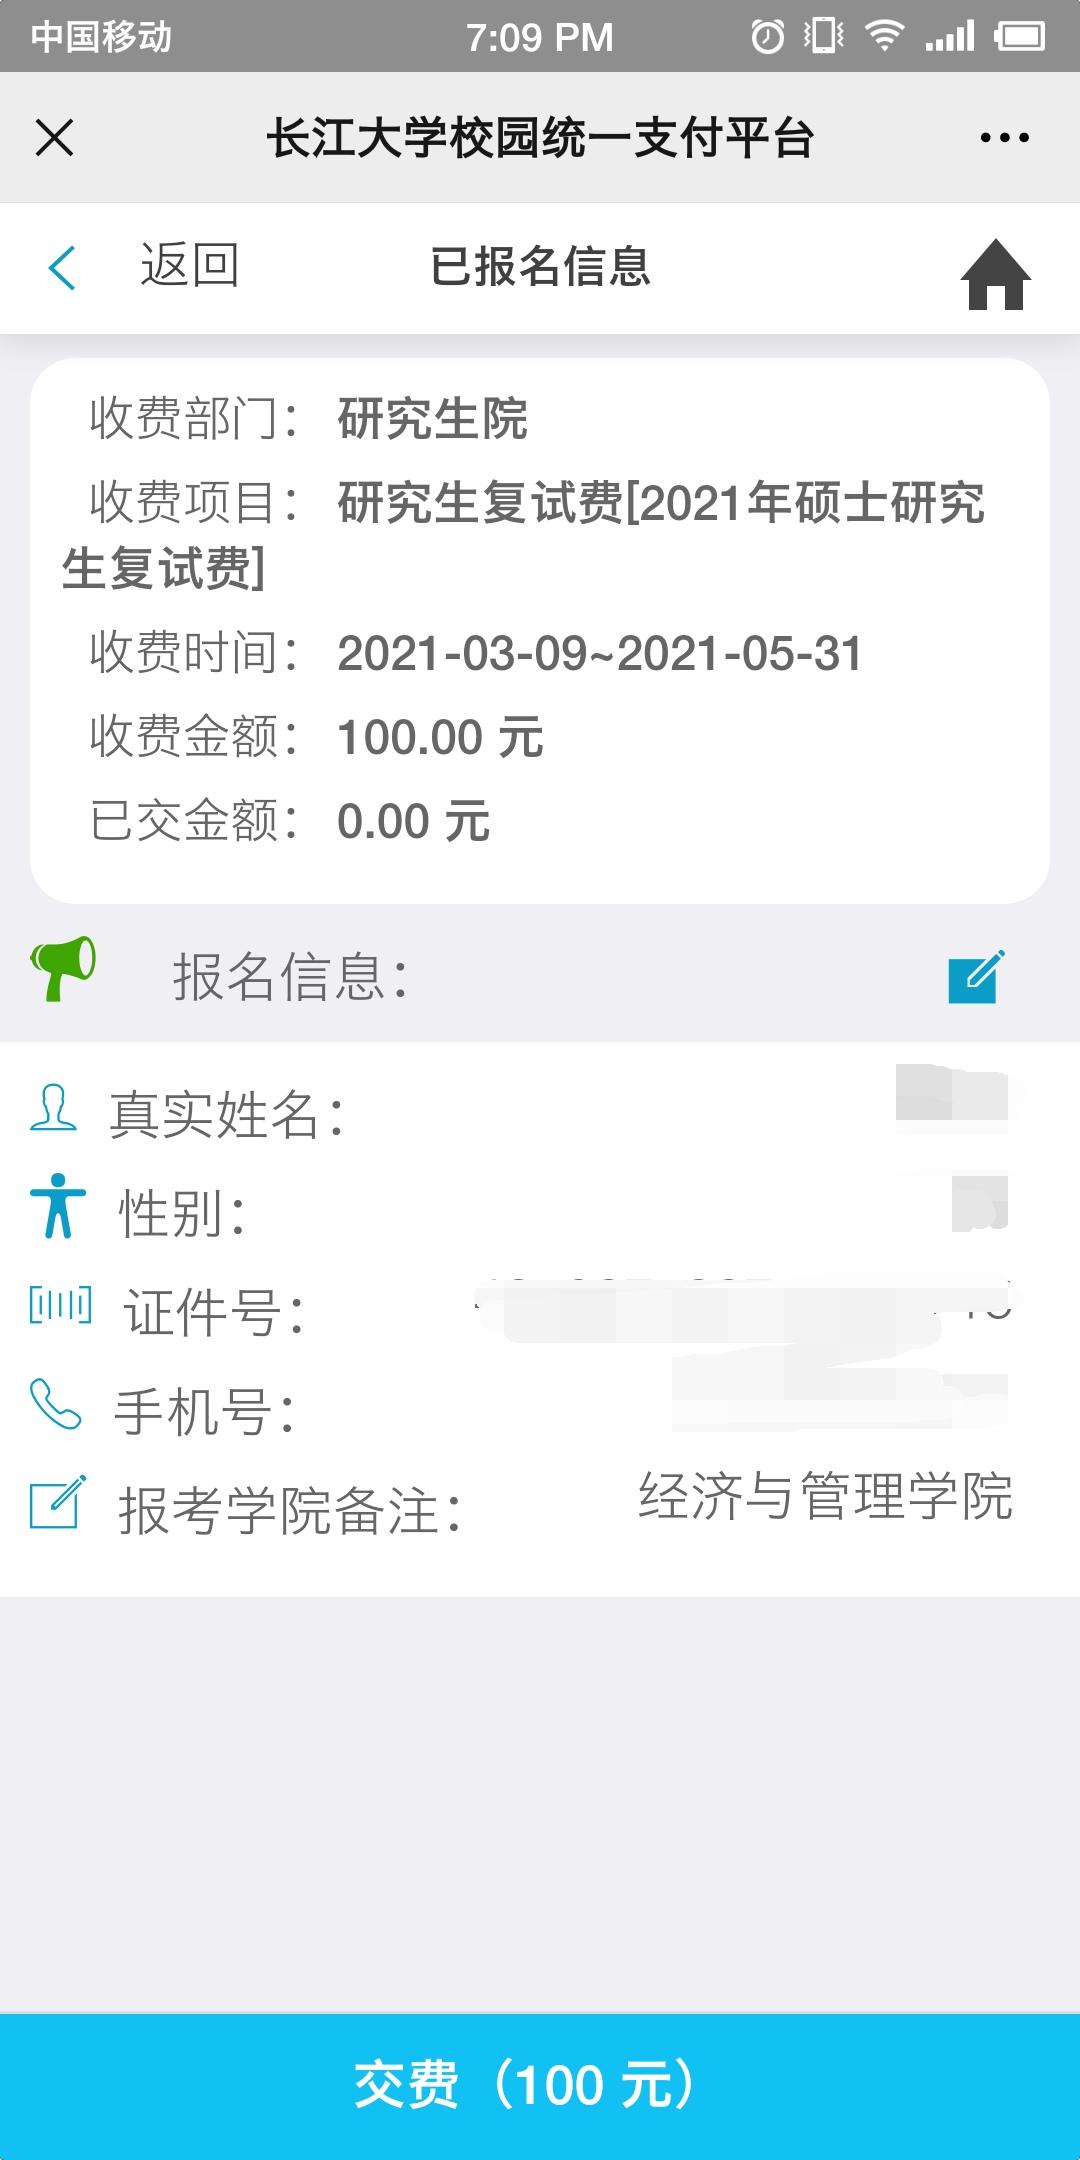 中国移动 7:09 PM
长江大学校园统一支付平台
返回 已报名信息
收费部门： 研究生院
收费项目： 研究生复试费[2021年硕士研究
生复试费]
收费时间： 2021-03-09~2021-05-31
收费金额： 100.00 元
已交金额： 0.00 元
报名信息：
真实姓名：
性别：
证件号：
手机号：
报考学院备注： 经济与管理学院
交费（100 元）